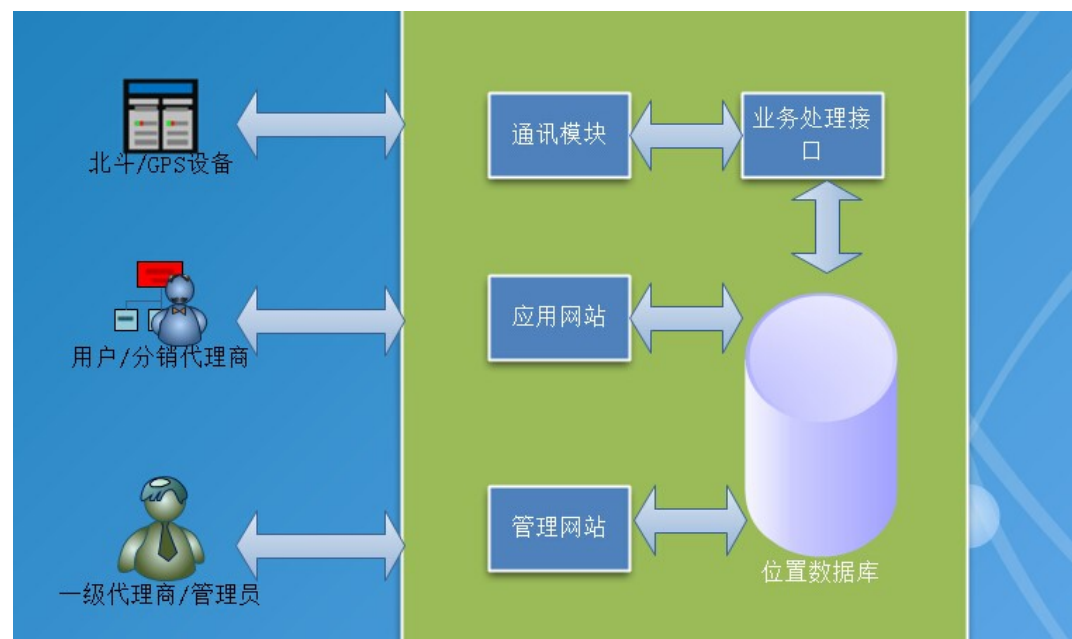 北斗/GPS设备
通讯模块
业务处理接
口
用户/分销代理商
应用网站
一级代理商/管理员
管理网站
位置数据库